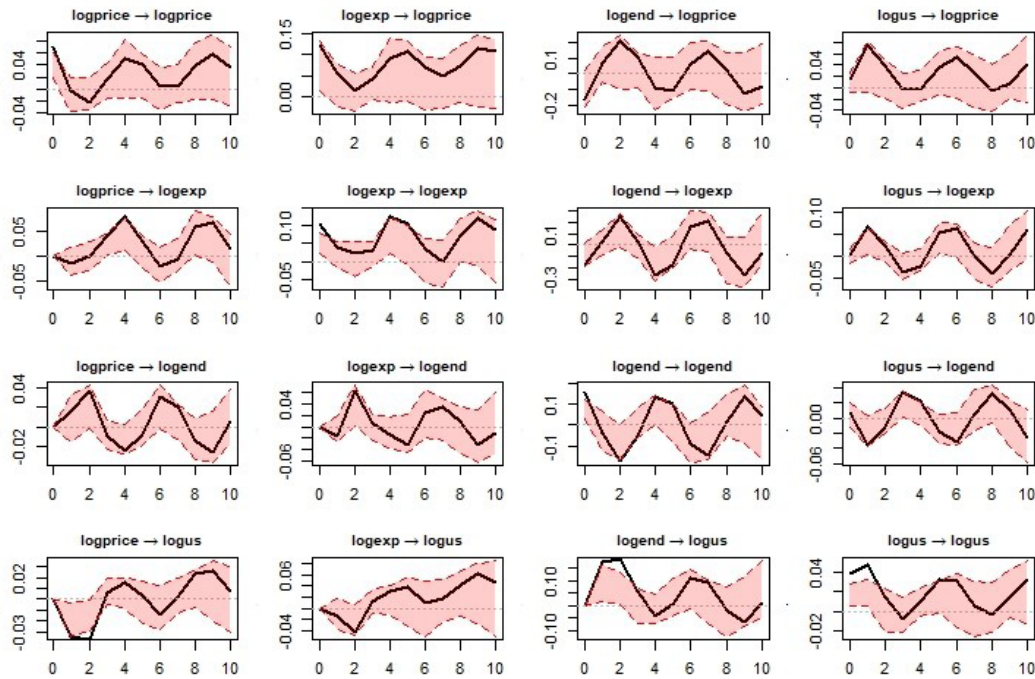 logprice → logprice
logexp → logprice
logend → logprice
logus → logprice
-0.04 0.04
0.00 0.15
-0.2 0.1
-0.04 0.04
0 2 4 6 8 10
0 2 4 6 8 10
0 2 4 6 8 10
0 2 4 6 8 10
logprice → logexp
logexp → logexp
logend → logexp
logus → logexp
-0.05 0.05
-0.05 0.10
-0.3 0.1
-0.05 0.10
0 2 4 6 8 10
0 2 4 6 8 10
0 2 4 6 8 10
0 2 4 6 8 10
logprice → logend
logexp → logend
logend → logend
logus → logend
-0.02 0.04
-0.06 0.04
-0.1 0.1
-0.06 0.00
0 2 4 6 8 10
0 2 4 6 8 10
0 2 4 6 8 10
0 2 4 6 8 10
logprice → logus
logexp → logus
logend → logus
logus → logus
-0.03 0.02
-0.04 0.06
-0.10 0.10
-0.02 0.04
0 2 4 6 8 10
0 2 4 6 8 10
0 2 4 6 8 10
0 2 4 6 8 10